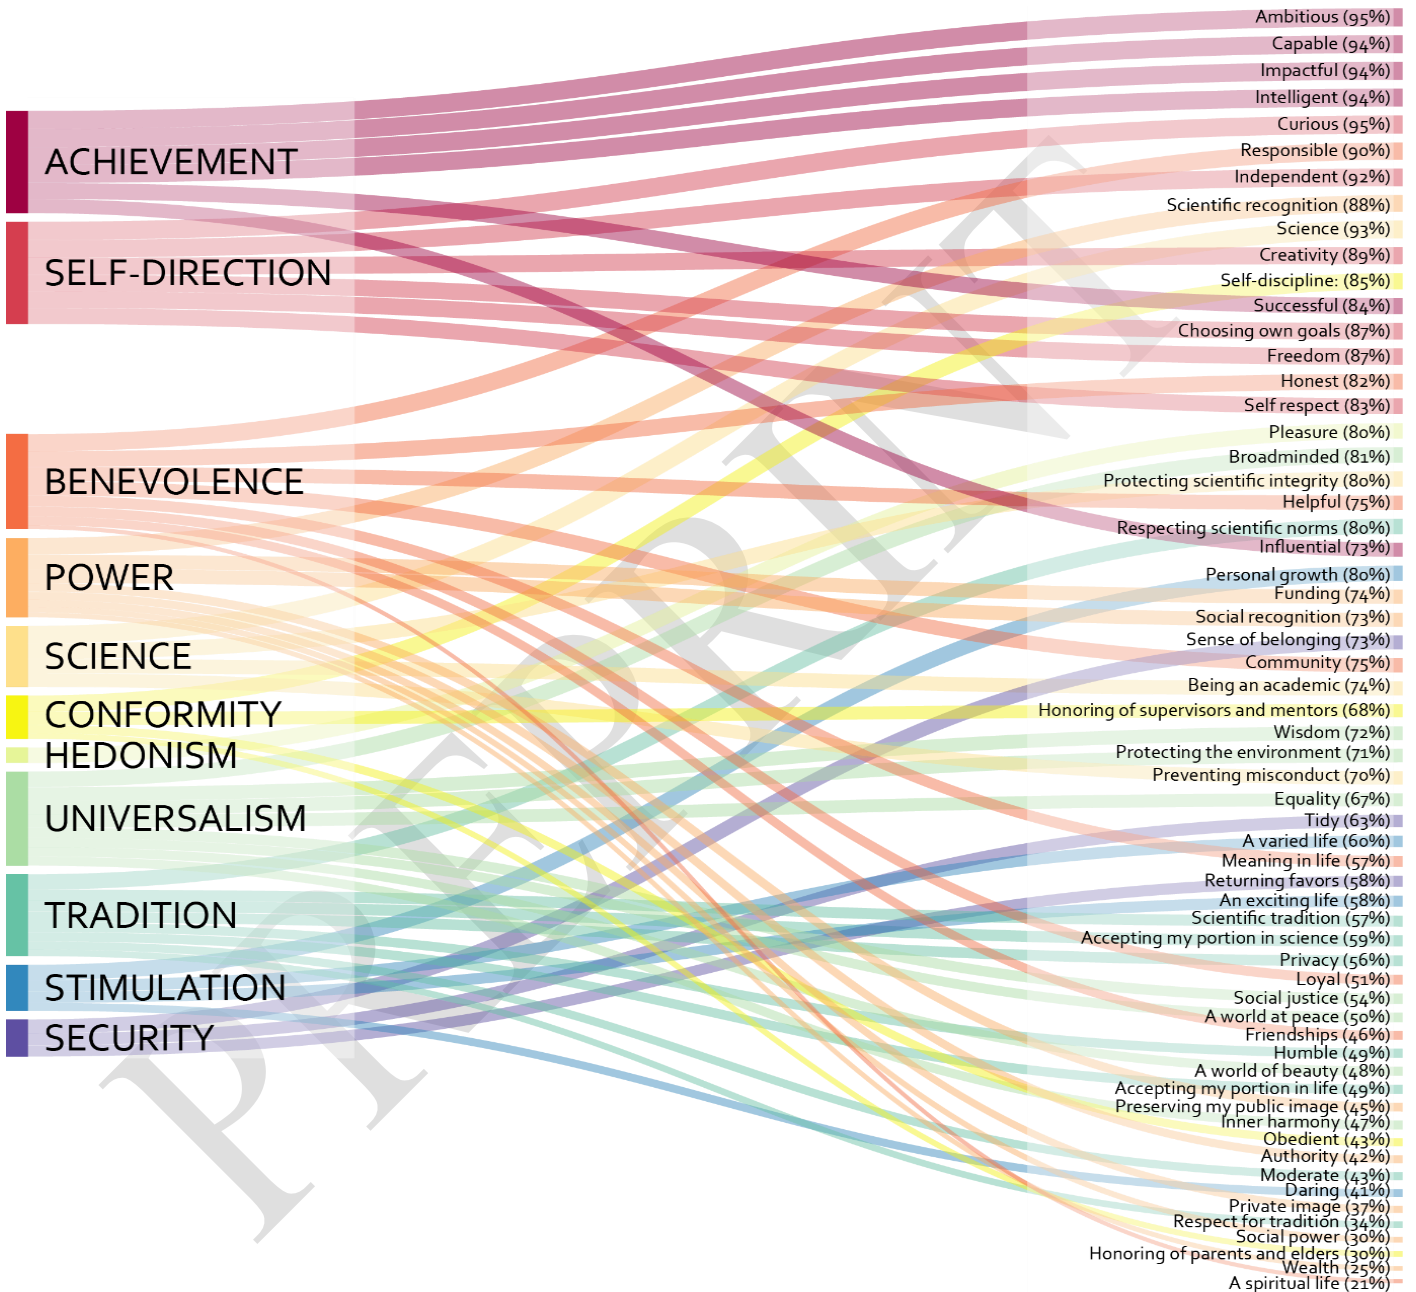 ACHIEVEMENT
SELF-DIRECTION
BENEVOLENCE
POWER
SCIENCE
CONFORMITY
HEDONISM
UNIVERSALISM
TRADITION
STIMULATION
SECURITY
Ambitious (95%)
Capable (94%)
Impactful (94%)
Intelligent (94%)
Curious (95%)
Responsible (90%)
Independent (92%)
Scientific recognition (88%)
Science (93%)
Creativity (89%)
Self-discipline: (85%)
Successful (84%)
Choosing own goals (87%)
Freedom (87%)
Honest (82%)
Self respect (83%)
Pleasure (80%)
Broadminded (81%)
Protecting scientific integrity (80%)
Helpful (75%)
Respecting scientific norms (80%)
Influential (73%)
Personal growth (80%)
Funding (74%)
Social recognition (73%)
Sense of belonging (73%)
Community (75%)
Being an academic (74%)
Honoring of supervisors and mentors (68%)
Wisdom (72%)
Protecting the environment (71%)
Preventing misconduct (70%)
Equality (67%)
Tidy (63%)
A varied life (60%)
Meaning in life (57%)
Returning favors (58%)
An exciting life (58%)
Scientific tradition (57%)
Accepting my portion in science (59%)
Privacy (56%)
Loyal (51%)
Social justice (54%)
A world at peace (50%)
Friendships (46%)
Humble (49%)
A world of beauty (48%)
Accepting my portion in life (49%)
Preserving my public image (45%)
Inner harmony (47%)
Obedient (43%)
Authority (42%)
Moderate (43%)
Daring (41%)
Private image (37%)
Respect for tradition (34%)
Social power (30%)
Honoring of parents and elders (30%)
Wealth (25%)
A spiritual life (21%)
PREPRINT